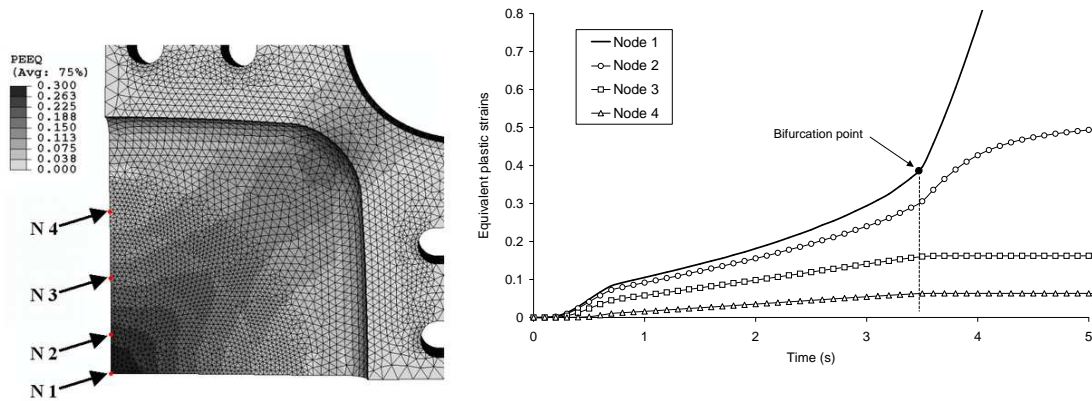 PEEQ
(Avg: 75%)
0.300
0.263
0.225
0.188
0.150
0.113
0.075
0.038
0.000
N 4
N 3
N 2
N 1
Equivalent plastic strains
0.8
0.7
0.6
0.5
0.4
0.3
0.2
0.1
0
Node 1
Node 2
Node 3
Node 4
Bifurcation point
0 1 2 3 4 5
Time (s)